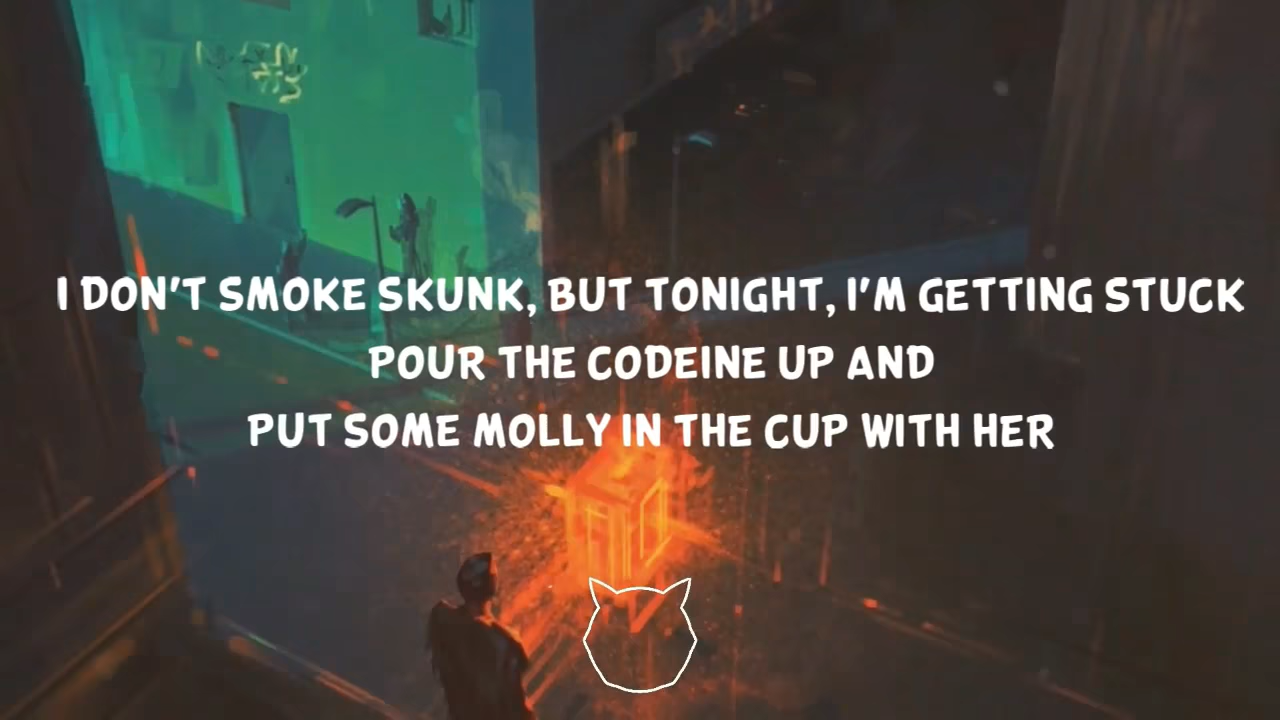 I DON'T SMOKE SKUNK, BUT TONIGHT, I'M GETTING STUCK
POUR THE CODEINE UP AND
PUT SOME MOLLY IN THE CUP WITH HER